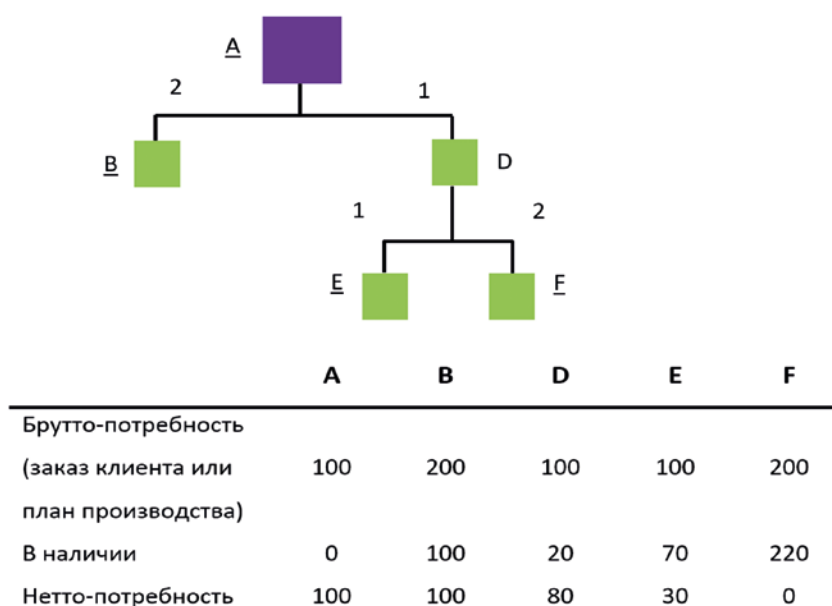 A
2 1
B D
1 2
E F
A B D E F
Брутто-потребность
(заказ клиента или 100 200 100 100 200
план производства)
В наличии 0 100 20 70 220
Нетто-потребность 100 100 80 30 0